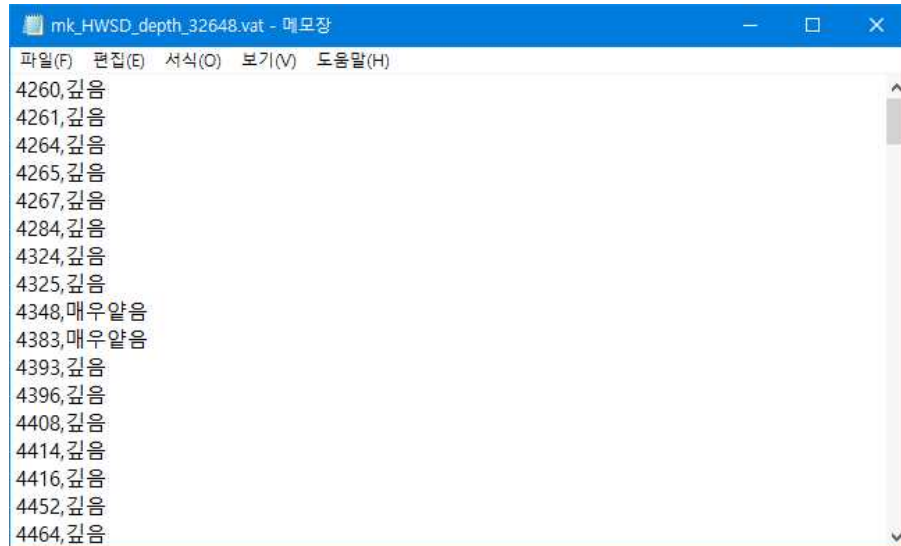 mk_HWSD_depth_32648.vat - 메모장
파일(F) 편집(E) 서식(O) 보기(V) 도움말(H)
4260,깊음
4261,깊음
4264,깊음
4265,깊음
4267,깊음
4284,깊음
4324,깊음
4325,깊음
4348,매우얕음
4383,매우얕음
4393,깊음
4396,깊음
4408,깊음
4414,깊음
4416,깊음
4452,깊음
4464,깊음